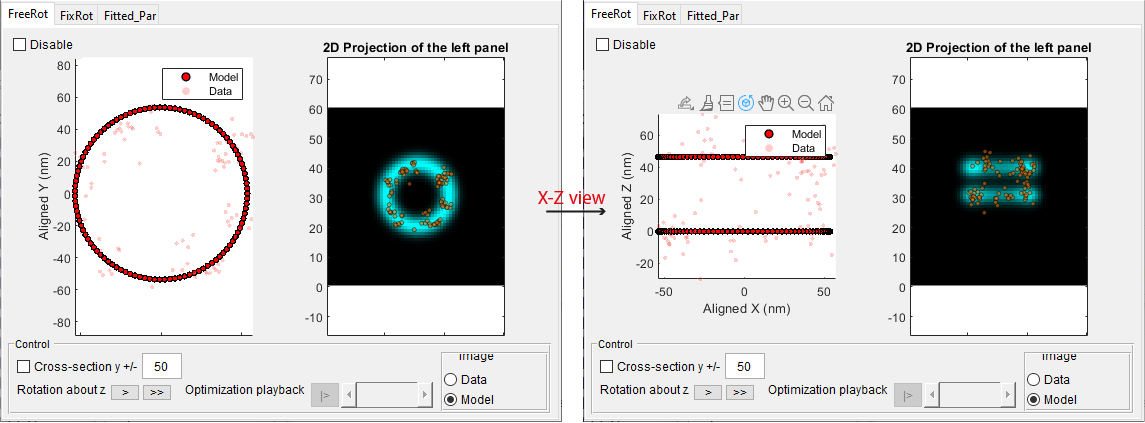 FreeRot FixRot Fitted_Par
Disable
2D Projection of the left panel
Model
Data
80
60
40
20
0
-20
-40
-60
-80
Aligned Y (nm)
70
60
50
40
30
20
10
0
-10
Control
Cross-section y +/- 50
Rotation about z > >>
Optimization playback |>
Image
Data
Model
X-Z view
FreeRot FixRot Fitted_Par
Disable
2D Projection of the left panel
Model
Data
60
40
20
0
-20
Aligned Z (nm)
-50 0 50
Aligned X (nm)
70
60
50
40
30
20
10
0
-10
Control
Cross-section y +/- 50
Rotation about z > >>
Optimization playback |>
Image
Data
Model